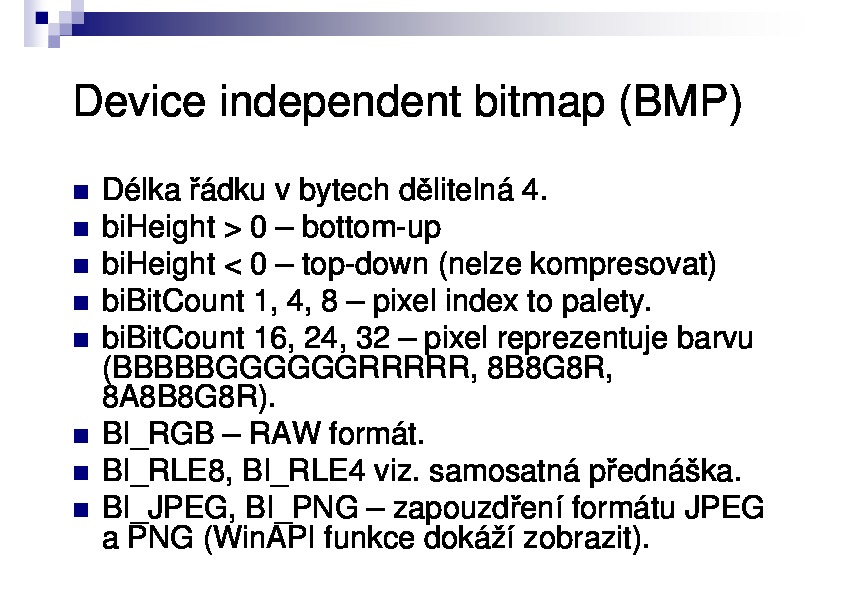 Device independent bitmap (BMP)
Délka řádku v bytech dělitelná 4.
biHeight > 0 – bottom-up
biHeight < 0 – top-down (nelze kompresovat)
biBitCount 1, 4, 8 – pixel index to palety.
biBitCount 16, 24, 32 – pixel reprezentuje barvu
(BBBBBGGGGGGRRRRR, 8B8G8R,
8A8B8G8R).
BI_RGB – RAW formát.
BI_RLE8, BI_RLE4 viz. samosatná přednáška.
BI_JPEG, BI_PNG – zapouzdření formátu JPEG
a PNG (WinAPI funkce dokáží zobrazit).